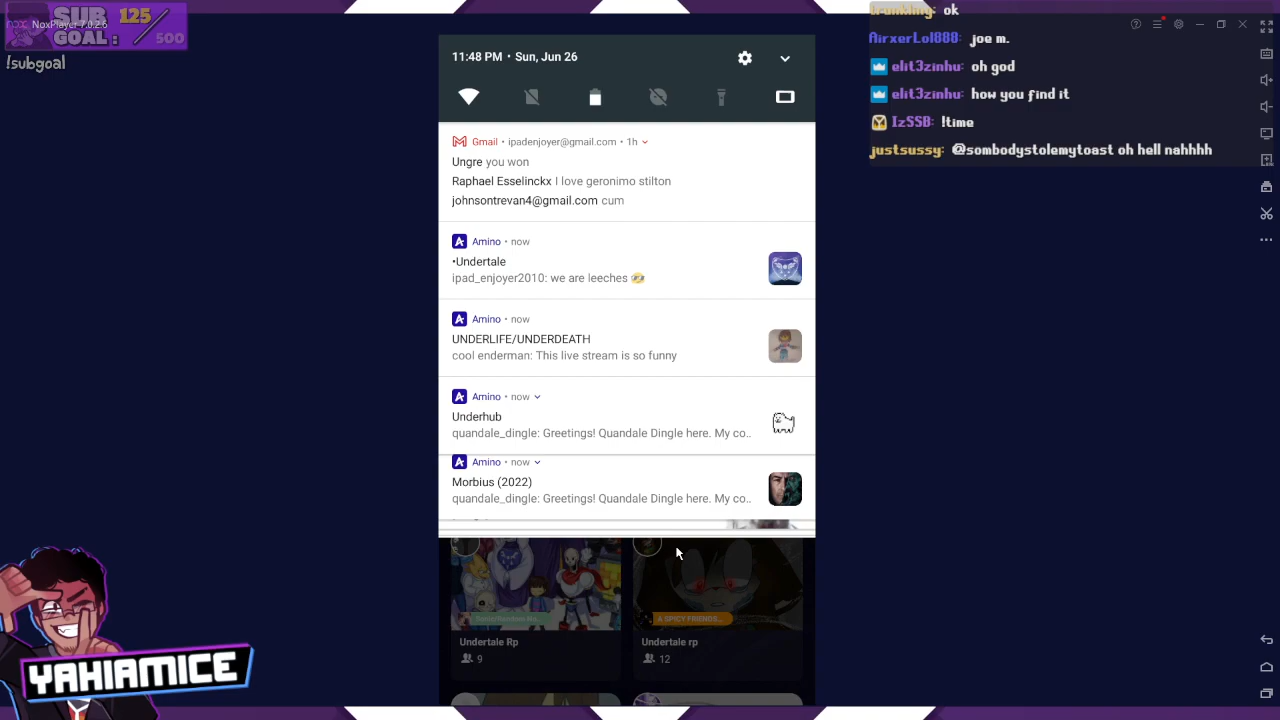 SUB GOAL : 125 / 500
NoxPlayer 7.0.2.6
!subgoal
11:48 PM • Sun, Jun 26
Gmail • ipadenjoyer@gmail.com • 1h
Ungre you won
Raphael Esselinckx I love geronimo stilton
johnsontrevan4@gmail.com cum
Amino • now
•Undertale
ipad_enjoyer2010: we are leeches 🤣
Amino • now
UNDERLIFE/UNDERDEATH
cool enderman: This live stream is so funny
Amino • now
Underhub
quandale_dingle: Greetings! Quandale Dingle here. My co..
Amino • now
Morbius (2022)
quandale_dingle: Greetings! Quandale Dingle here. My co..
A SPICY FRIENDS...
Undertale Rp
9
Undertale rp
12
ok
AirxerLol888: joe m.
elit3zinhu: oh god
elit3zinhu: how you find it
IzSSB: !time
justsussy: @sombodystolemytoast oh hell nahhhh
YAHIAMICE